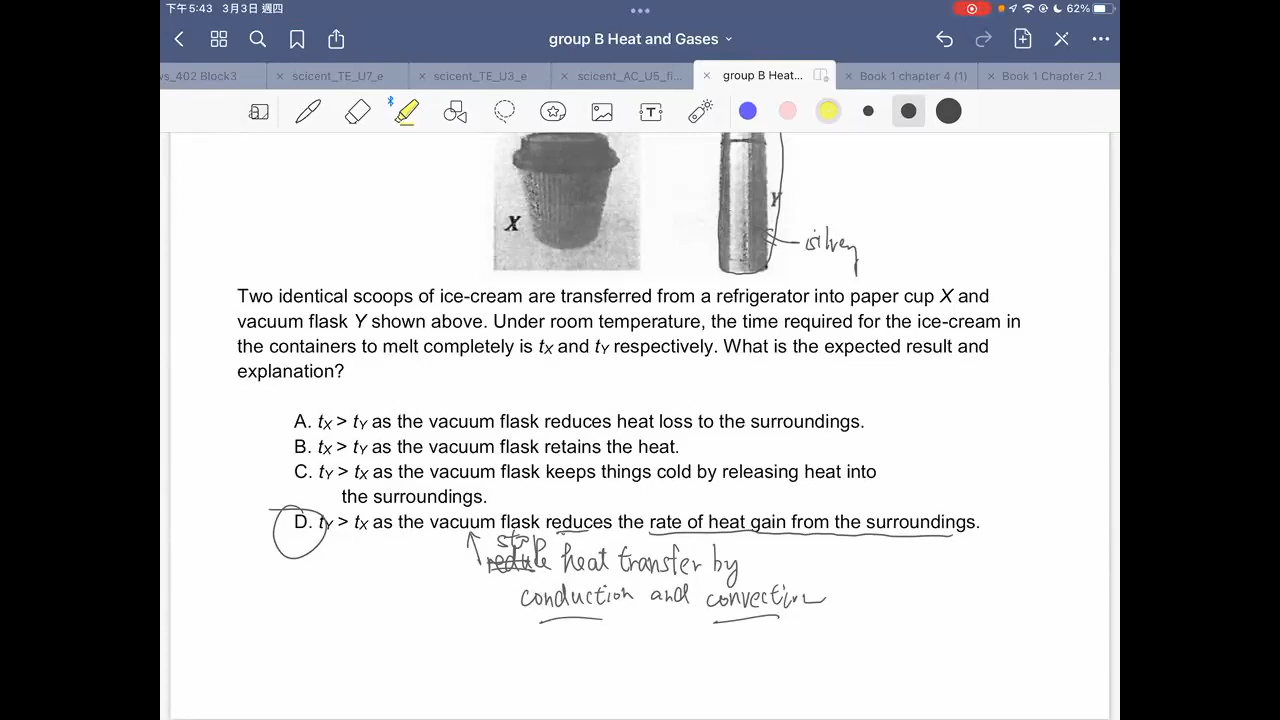 下午5:43 3月3日 週四
62%
group B Heat and Gases
ws_402 Block3
scicent_TE_U7_e
scicent_TE_U3_e
scicent_AC_U5_fi...
group B Heat...
Book 1 chapter 4 (1)
Book 1 Chapter 2.1
X
Y
silvery
Two identical scoops of ice-cream are transferred from a refrigerator into paper cup X and
vacuum flask Y shown above. Under room temperature, the time required for the ice-cream in
the containers to melt completely is tX and tY respectively. What is the expected result and
explanation?
A. tX > tY as the vacuum flask reduces heat loss to the surroundings.
B. tX > tY as the vacuum flask retains the heat.
C. tY > tX as the vacuum flask keeps things cold by releasing heat into
the surroundings.
D. tY > tX as the vacuum flask reduces the rate of heat gain from the surroundings.
stop
heat transfer by
conduction and convection